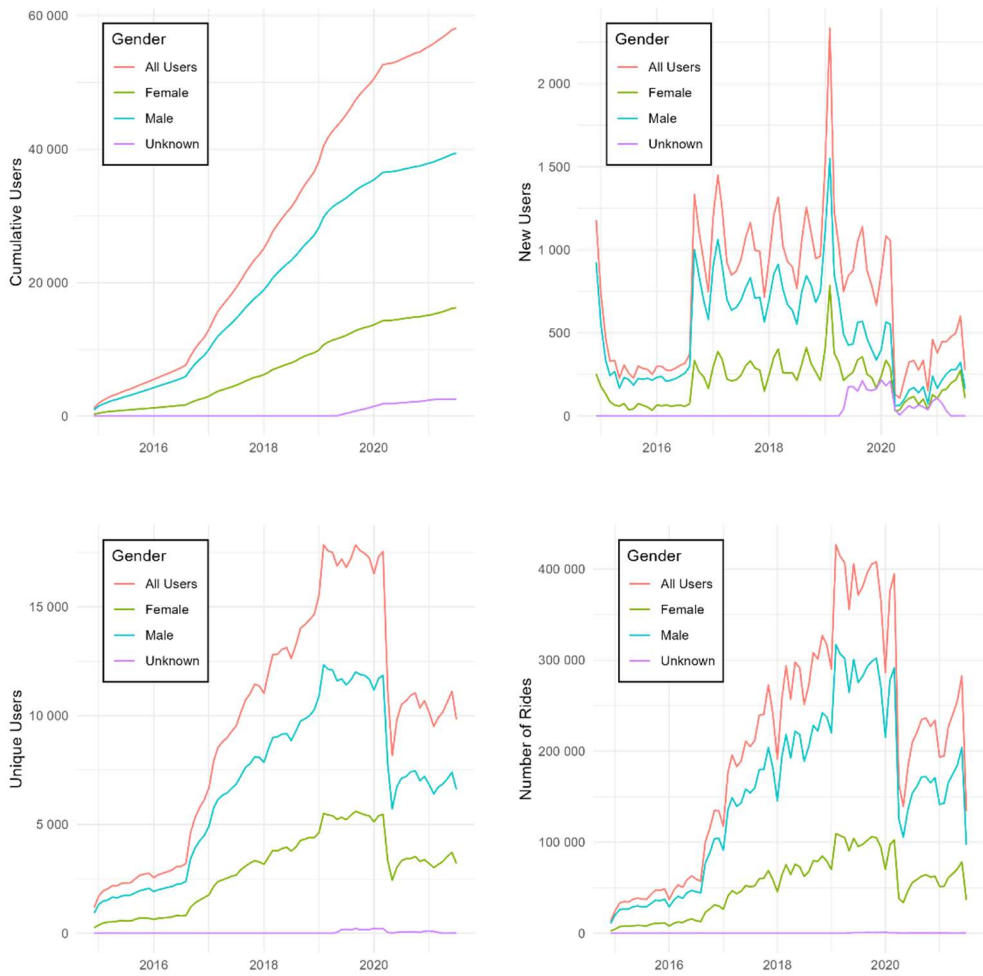 Cumulative Users
60 000
40 000
20 000
0
Gender
All Users
Female
Male
Unknown
2016
2018
2020
New Users
2 000
1 500
1 000
500
0
Gender
All Users
Female
Male
Unknown
2016
2018
2020
Unique Users
15 000
10 000
5 000
0
Gender
All Users
Female
Male
Unknown
2016
2018
2020
Number of Rides
400 000
300 000
200 000
100 000
0
Gender
All Users
Female
Male
Unknown
2016
2018
2020